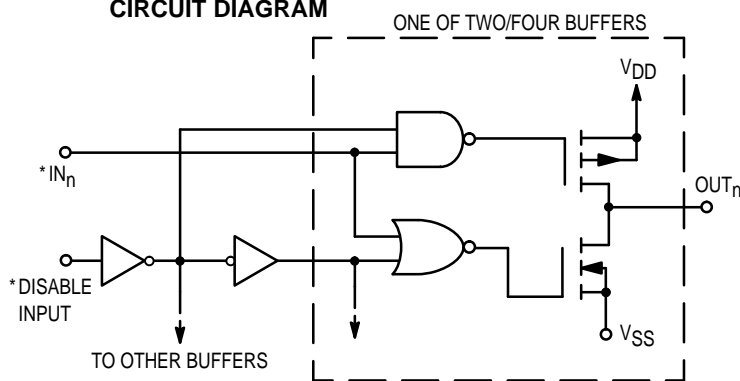 CIRCUIT DIAGRAM
ONE OF TWO/FOUR BUFFERS
VDD
*INn
OUTn
*DISABLE
INPUT
VSS
TO OTHER BUFFERS